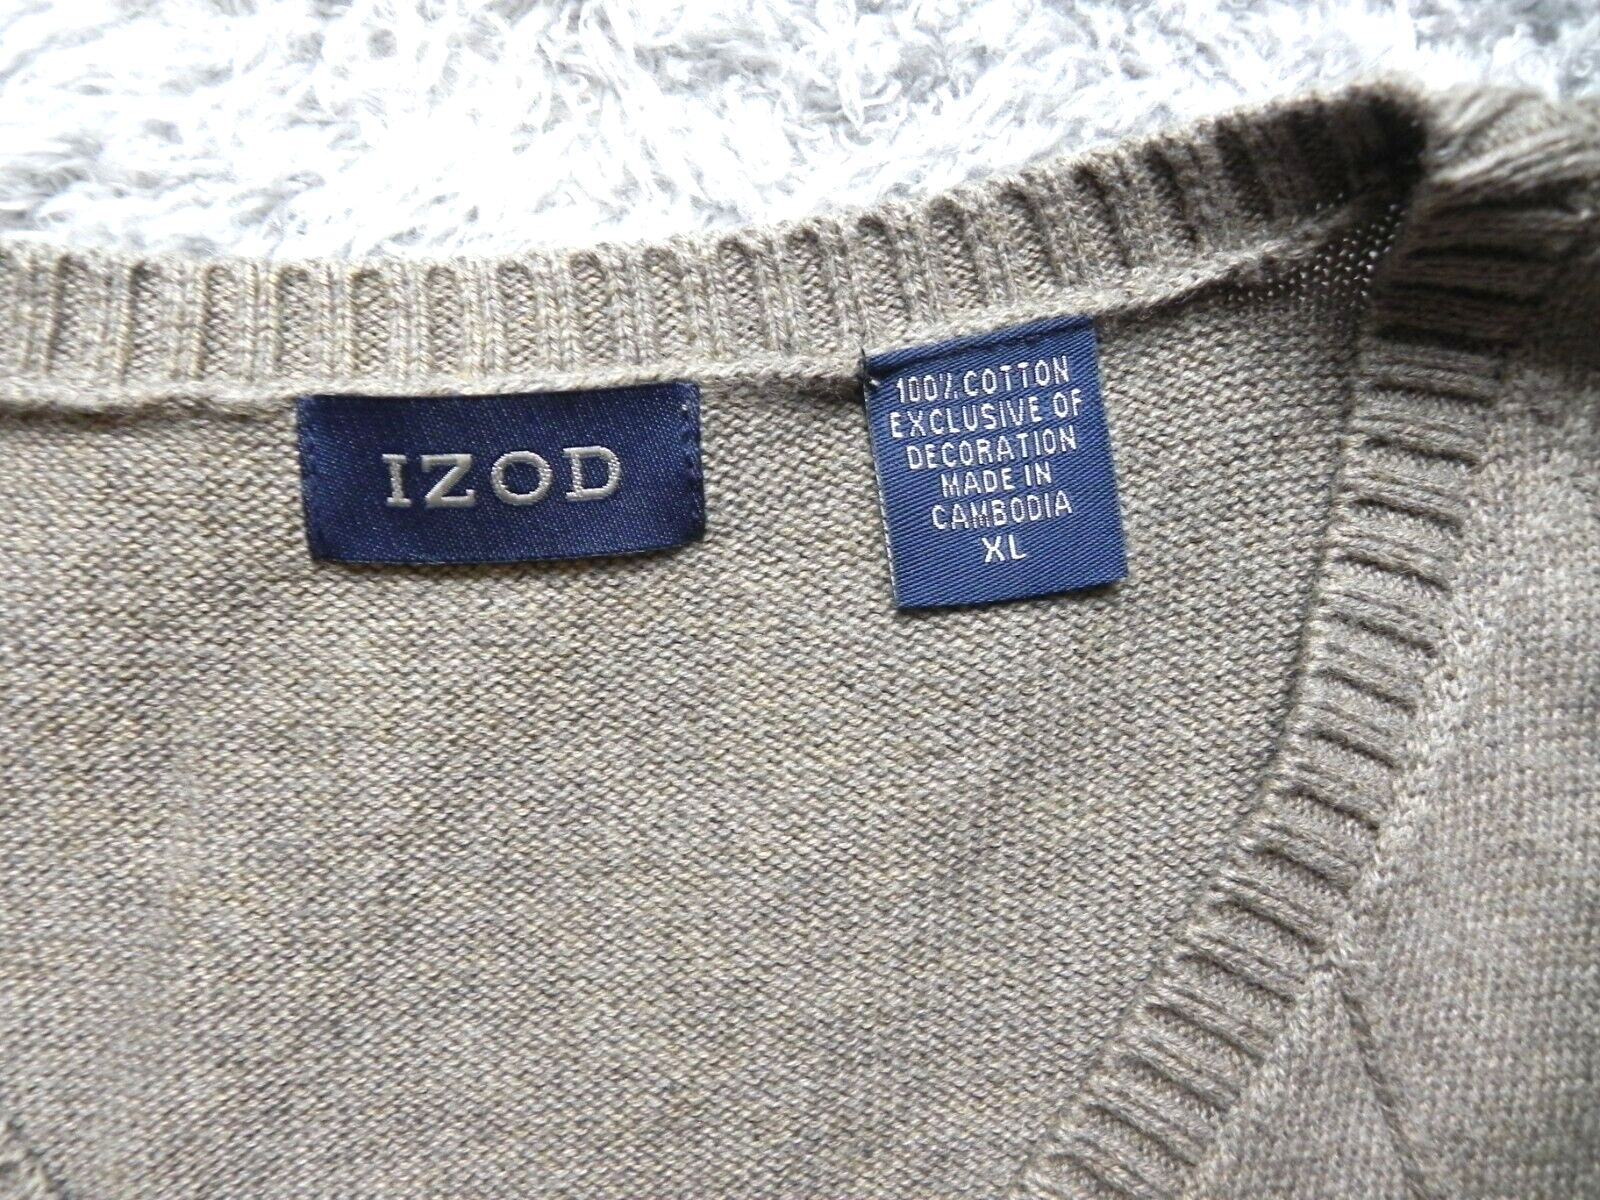 IZOD
100% COTTON
EXCLUSIVE OF
DECORATION
MADE IN
CAMBODIA
XL